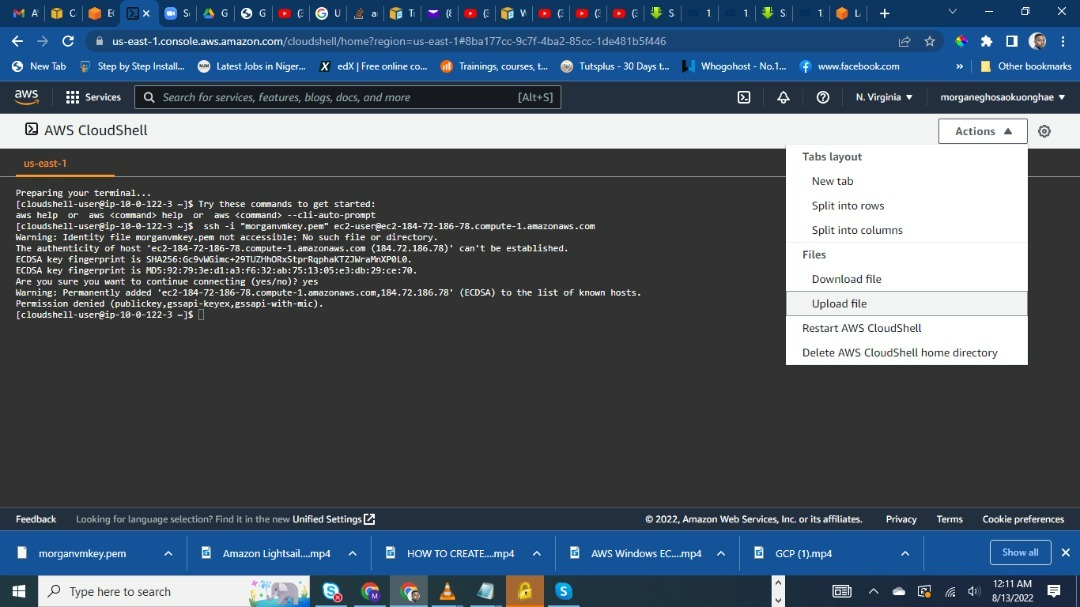 us-east-1.console.aws.amazon.com/cloudshell/home?region=us-east-1#8ba177cc-9c7f-4ba2-85cc-1de481b5f446
New Tab
Step by Step Install...
Latest Jobs in Niger...
edX | Free online co...
Trainings, courses, t...
Tutsplus - 30 Days t...
Whogohost - No.1...
www.facebook.com
»
Other bookmarks
aws
Services
Search for services, features, blogs, docs, and more
[Alt+S]
N. Virginia
morganeghosaokuonghae
AWS CloudShell
Actions
us-east-1
Tabs layout
New tab
Split into rows
Split into columns
Files
Download file
Upload file
Restart AWS CloudShell
Delete AWS CloudShell home directory
Preparing your terminal...
[cloudshell-user@ip-10-0-122-3 ~]$ Try these commands to get started:
aws help or aws <command> help or aws <command> --cli-auto-prompt
[cloudshell-user@ip-10-0-122-3 ~]$ ssh -i "morganvmkey.pem" ec2-user@ec2-184-72-186-78.compute-1.amazonaws.com
Warning: Identity file morganvmkey.pem not accessible: No such file or directory.
The authenticity of host 'ec2-184-72-186-78.compute-1.amazonaws.com (184.72.186.78)' can't be established.
ECDSA key fingerprint is SHA256:Gc9vWGimc+29TUZHhORxStprRqphaKTZJWraMnXP0L0.
ECDSA key fingerprint is MD5:92:79:3e:d1:a3:f6:32:ab:75:13:05:e3:db:29:ce:70.
Are you sure you want to continue connecting (yes/no)? yes
Warning: Permanently added 'ec2-184-72-186-78.compute-1.amazonaws.com,184.72.186.78' (ECDSA) to the list of known hosts.
Permission denied (publickey,gssapi-keyex,gssapi-with-mic).
[cloudshell-user@ip-10-0-122-3 ~]$
Feedback
Looking for language selection? Find it in the new Unified Settings
© 2022, Amazon Web Services, Inc. or its affiliates.
Privacy
Terms
Cookie preferences
morganvmkey.pem
Amazon Lightsail....mp4
HOW TO CREATE....mp4
AWS Windows EC....mp4
GCP (1).mp4
Show all
Type here to search
12:11 AM
8/13/2022